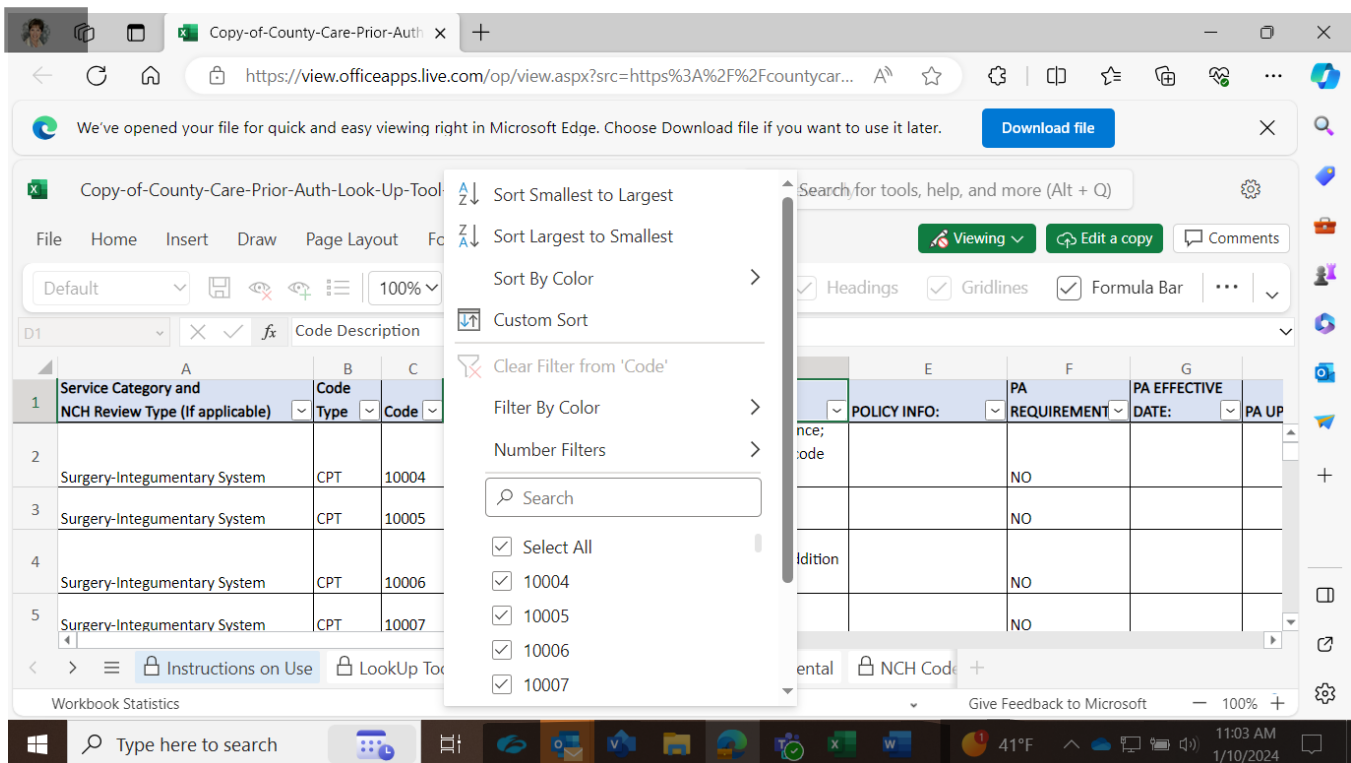 Copy-of-County-Care-Prior-Auth
https://view.officeapps.live.com/op/view.aspx?src=https%3A%2F%2Fcountycar...
We've opened your file for quick and easy viewing right in Microsoft Edge. Choose Download file if you want to use it later.
Download file
Copy-of-County-Care-Prior-Auth-Look-Up-Tool-
Search for tools, help, and more (Alt + Q)
File Home Insert Draw Page Layout Fo
Viewing Edit a copy Comments
Default 100% Headings Gridlines Formula Bar
D1 fx Code Description
Sort Smallest to Largest
Sort Largest to Smallest
Sort By Color
Custom Sort
Clear Filter from 'Code'
Filter By Color
Number Filters
Search
Select All
10004
10005
10006
10007
A B C E F G
1 Service Category and NCH Review Type (If applicable) Code Type Code POLICY INFO: PA REQUIREMENT PA EFFECTIVE DATE: PA UP
nce;
code
2 Surgery-Integumentary System CPT 10004 NO
3 Surgery-Integumentary System CPT 10005 NO
ddition
4 Surgery-Integumentary System CPT 10006 NO
5 Surgery-Integumentary System CPT 10007 NO
Instructions on Use LookUp Too ental NCH Code
Workbook Statistics Give Feedback to Microsoft 100%
Type here to search 41°F 11:03 AM
1/10/2024